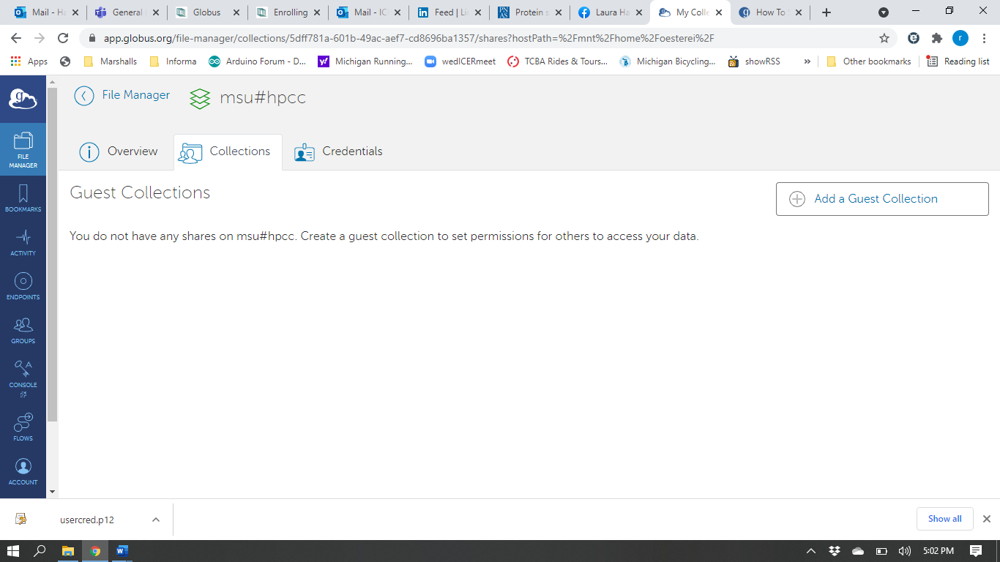 Mail - Ha
General
Globus
Enrolling
Mail - IC
Feed | Li
Protein s
Laura Ha
My Colle
How To
app.globus.org/file-manager/collections/5dff781a-601b-49ac-aef7-cd8696ba1357/shares?hostPath=%2Fmnt%2Fhome%2Foesterei%2F
r
Apps
Marshalls
Informa
Arduino Forum - D...
Michigan Running...
wedICERmeet
TCBA Rides & Tours...
Michigan Bicycling...
showRSS
»
Other bookmarks
Reading list
File Manager
msu#hpcc
Overview
Collections
Credentials
FILE
MANAGER
BOOKMARKS
ACTIVITY
ENDPOINTS
GROUPS
CONSOLE
FLOWS
ACCOUNT
Guest Collections
Add a Guest Collection
You do not have any shares on msu#hpcc. Create a guest collection to set permissions for others to access your data.
usercred.p12
Show all
5:02 PM